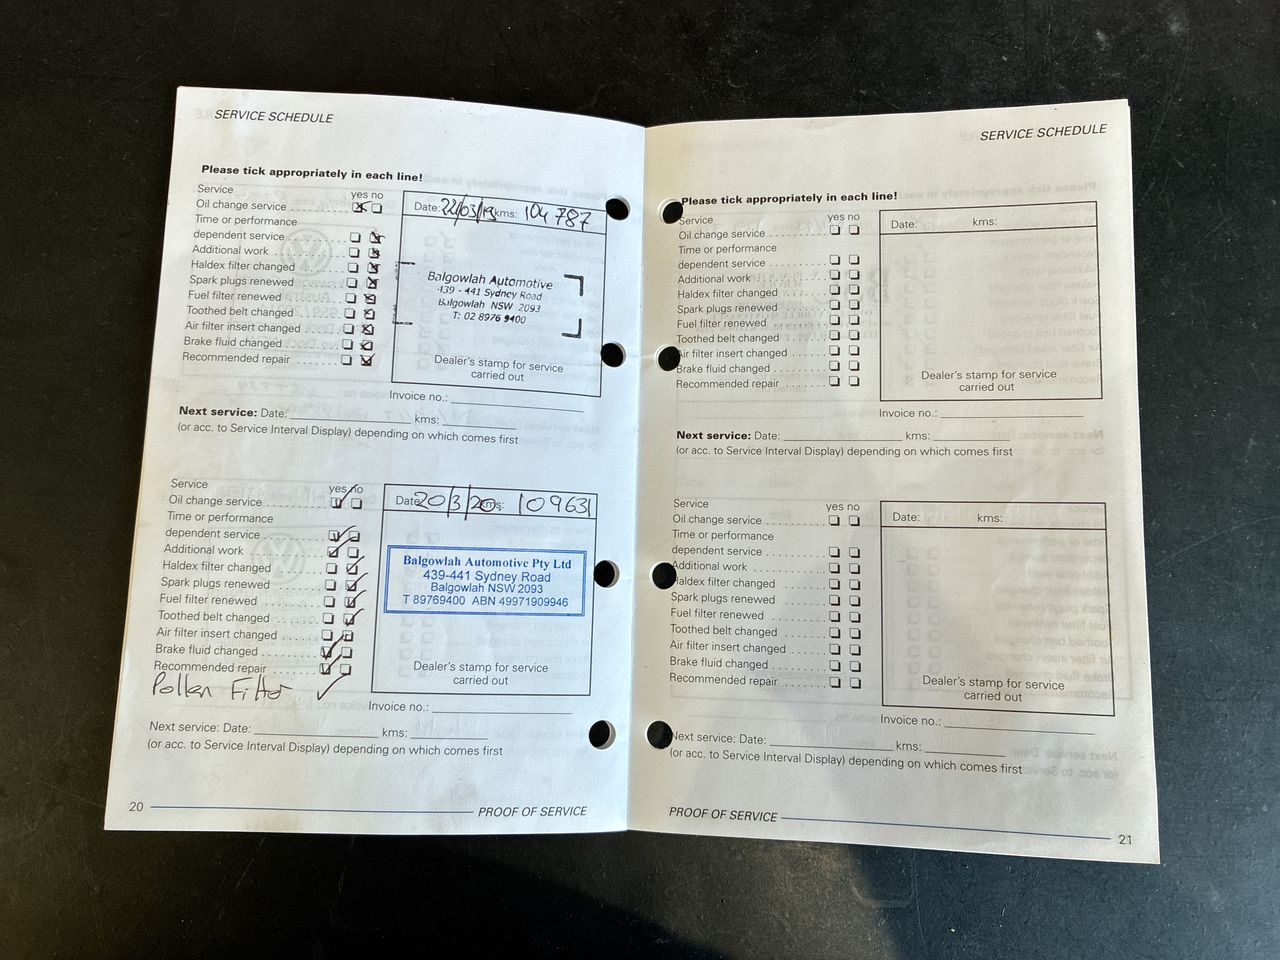 SERVICE SCHEDULE
Please tick appropriately in each line!
Service
yes no
Oil change service
Time or performance
dependent service
Additional work
Haldex filter changed
Spark plugs renewed
Fuel filter renewed
Toothed belt changed
Air filter insert changed
Brake fluid changed
Recommended repair
Date: 22/03/19 kms: 104 787
Balgowlah Automotive
439 - 441 Sydney Road
Balgowlah NSW 2093
T: 02 8976 9400
Dealer's stamp for service
carried out
Invoice no.:
Next service: Date: kms:
(or acc. to Service Interval Display) depending on which comes first
Service
yes no
Oil change service
Time or performance
dependent service
Additional work
Haldex filter changed
Spark plugs renewed
Fuel filter renewed
Toothed belt changed
Air filter insert changed
Brake fluid changed
Recommended repair
Pollen Filter
Date: 20/3/20 kms: 109631
Balgowlah Automotive Pty Ltd
439-441 Sydney Road
Balgowlah NSW 2093
T 89769400 ABN 49971909946
Dealer's stamp for service
carried out
Invoice no.:
Next service: Date: kms:
(or acc. to Service Interval Display) depending on which comes first
20
PROOF OF SERVICE
SERVICE SCHEDULE
Please tick appropriately in each line!
Service
yes no
Oil change service
Time or performance
dependent service
Additional work
Haldex filter changed
Spark plugs renewed
Fuel filter renewed
Toothed belt changed
Air filter insert changed
Brake fluid changed
Recommended repair
Date: kms:
Dealer's stamp for service
carried out
Invoice no.:
Next service: Date: kms:
(or acc. to Service Interval Display) depending on which comes first
Service
yes no
Oil change service
Time or performance
dependent service
Additional work
Haldex filter changed
Spark plugs renewed
Fuel filter renewed
Toothed belt changed
Air filter insert changed
Brake fluid changed
Recommended repair
Date: kms:
Dealer's stamp for service
carried out
Invoice no.:
Next service: Date: kms:
(or acc. to Service Interval Display) depending on which comes first
PROOF OF SERVICE
21